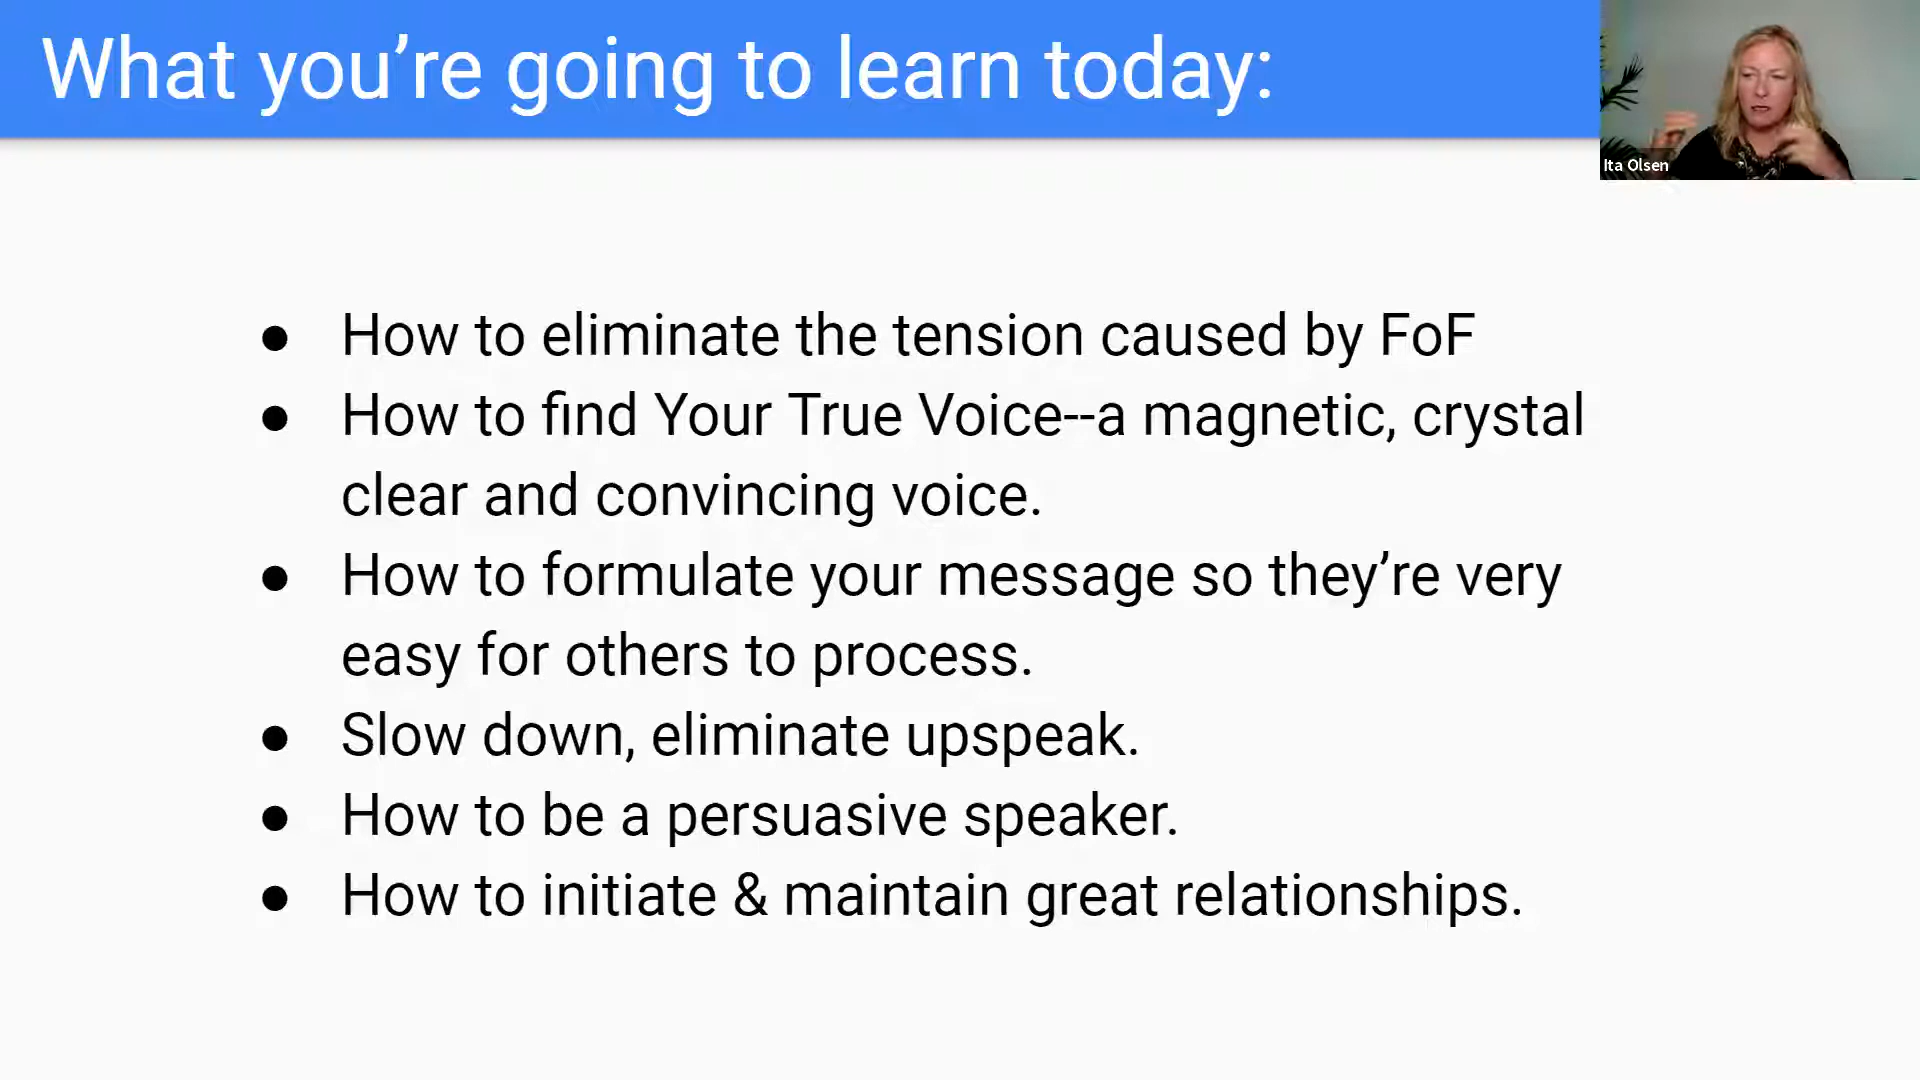 What you’re going to learn today:
Ita Olsen
● How to eliminate the tension caused by FoF
● How to find Your True Voice--a magnetic, crystal
clear and convincing voice.
● How to formulate your message so they’re very
easy for others to process.
● Slow down, eliminate upspeak.
● How to be a persuasive speaker.
● How to initiate & maintain great relationships.